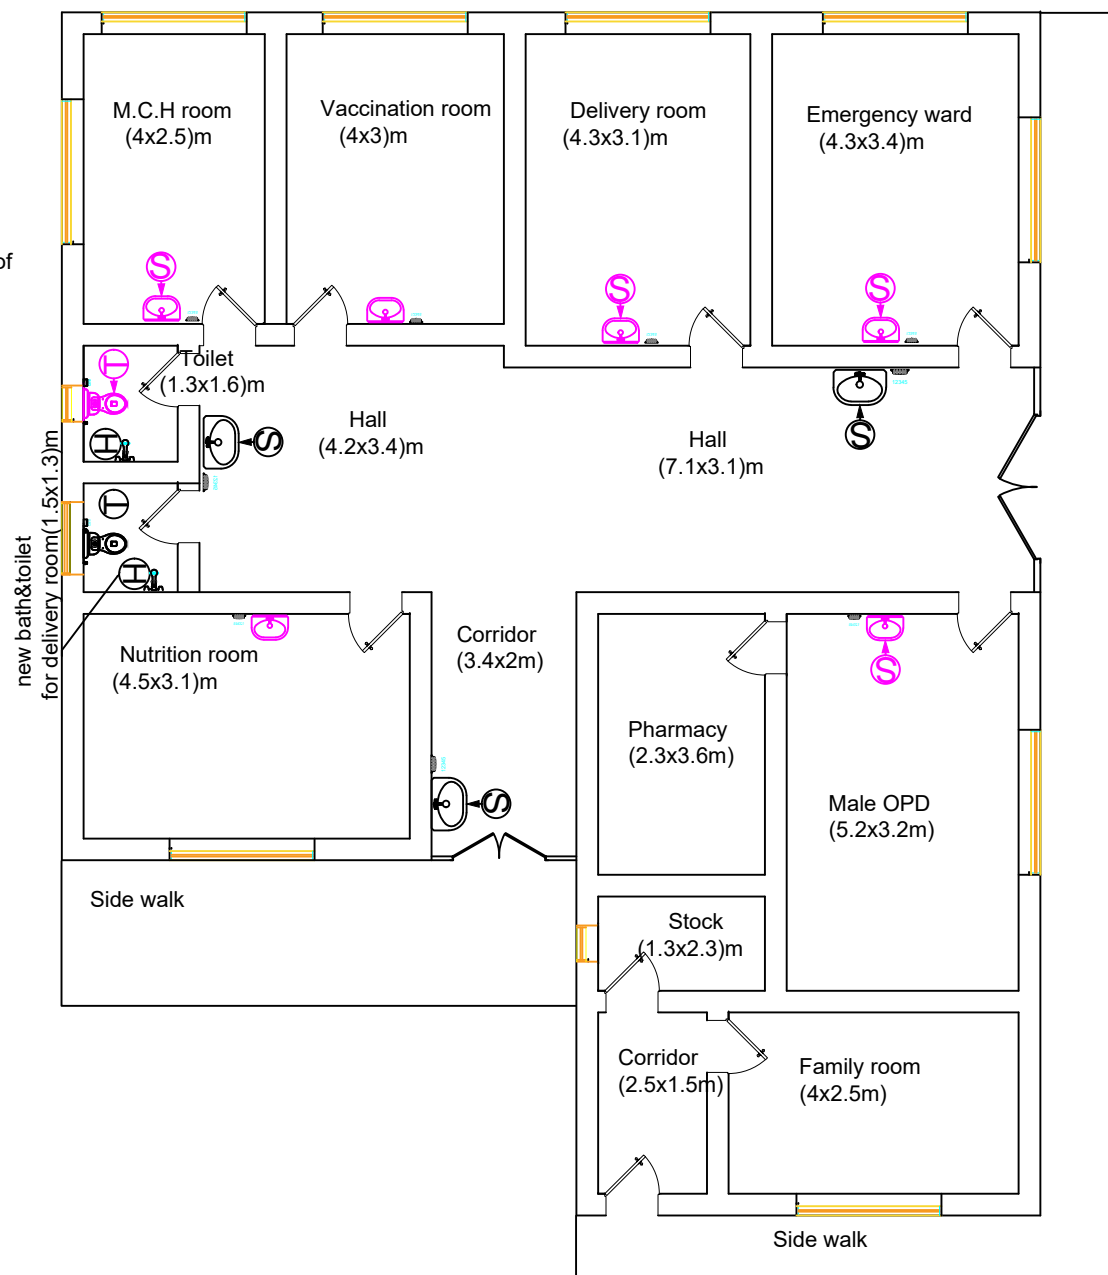 M.C.H room
(4x2.5)m
Vaccination room
(4x3)m
Delivery room
(4.3x3.1)m
Emergency ward
(4.3x3.4)m
of
S
S
S
T
Toilet
(1.3x1.6)m
H
S
Hall
(4.2x3.4)m
Hall
(7.1x3.1)m
12345
S
T
H
new bath&toilet
for delivery room(1.5x1.3)m
Nutrition room
(4.5x3.1)m
Corridor
(3.4x2m)
S
S
Pharmacy
(2.3x3.6m)
Male OPD
(5.2x3.2m)
Side walk
Stock
(1.3x2.3)m
Corridor
(2.5x1.5m)
Family room
(4x2.5m)
Side walk